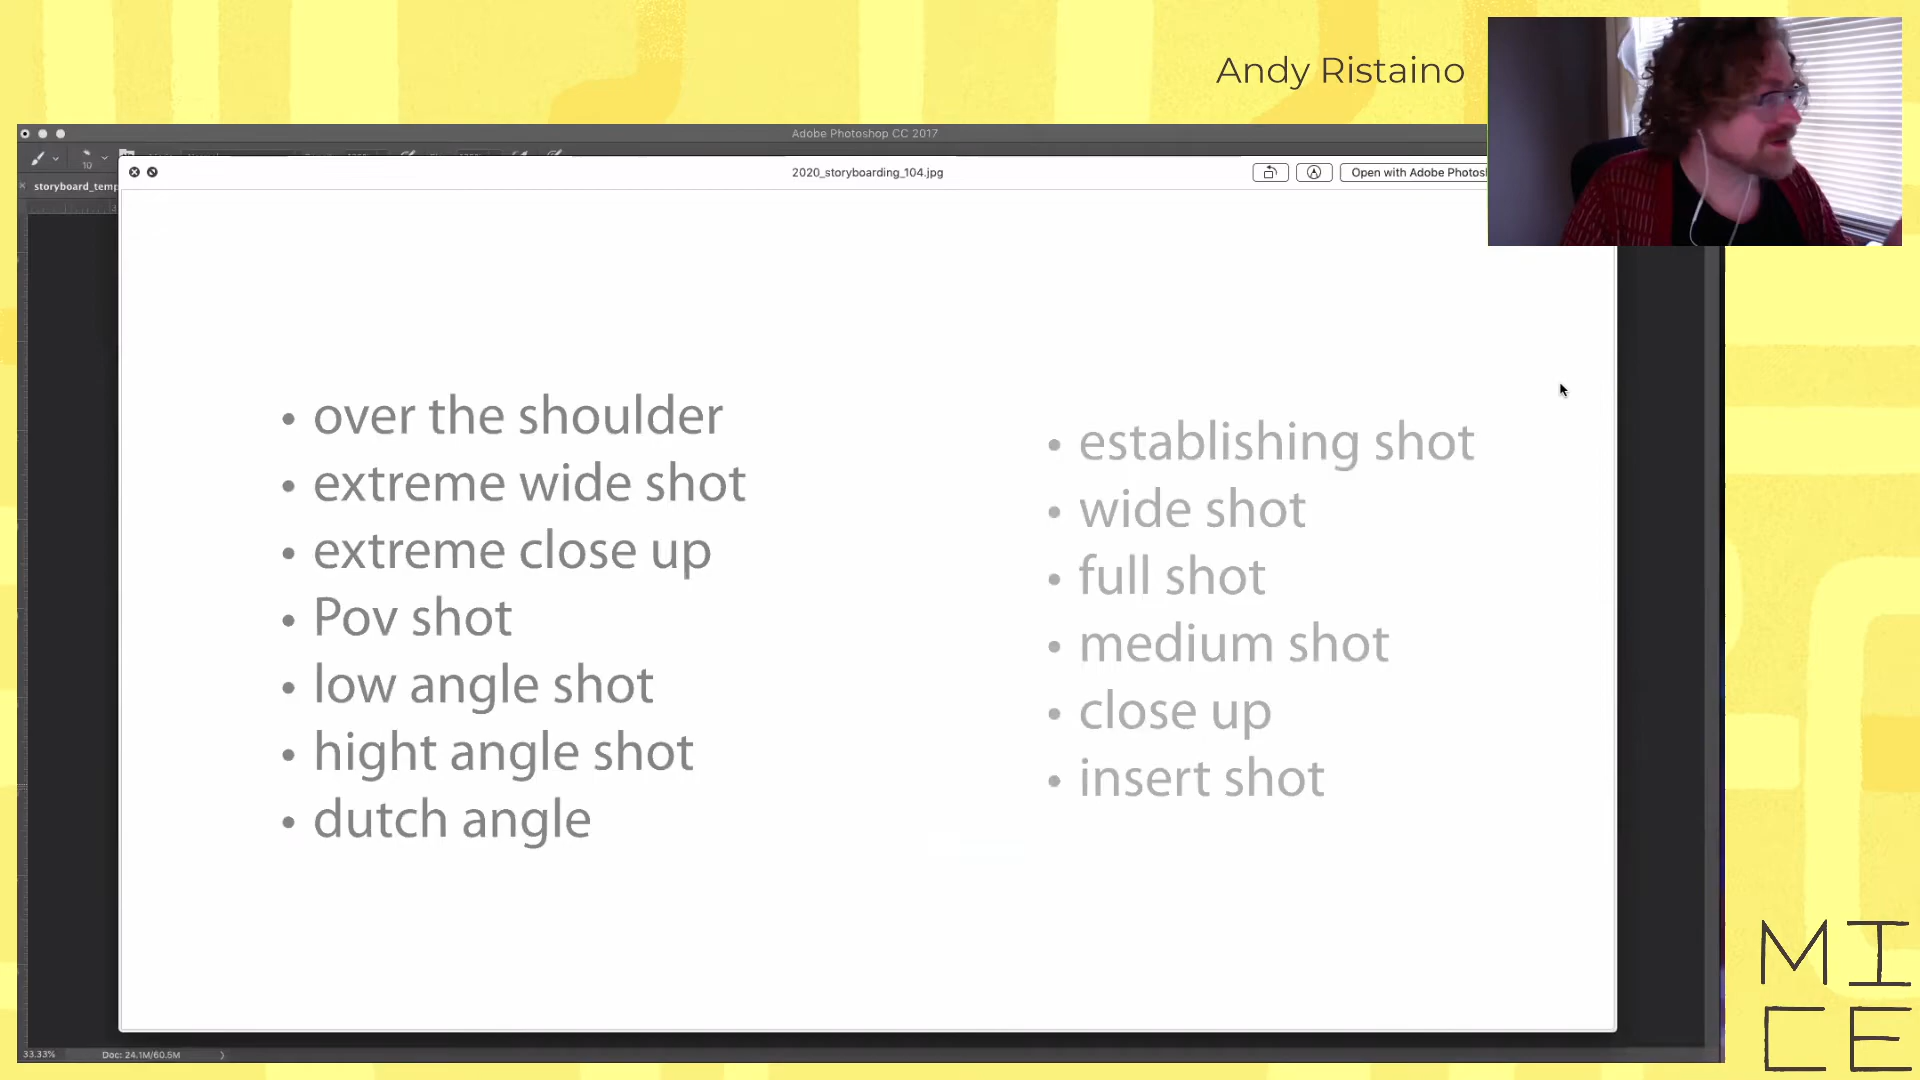 Andy Ristaino
Adobe Photoshop CC 2017
10
storyboard_temp
2020_storyboarding_104.jpg
Open with Adobe Photos
• over the shoulder
• extreme wide shot
• extreme close up
• Pov shot
• low angle shot
• hight angle shot
• dutch angle
• establishing shot
• wide shot
• full shot
• medium shot
• close up
• insert shot
33.33%
Doc: 24.1M/60.5M
MI
CE